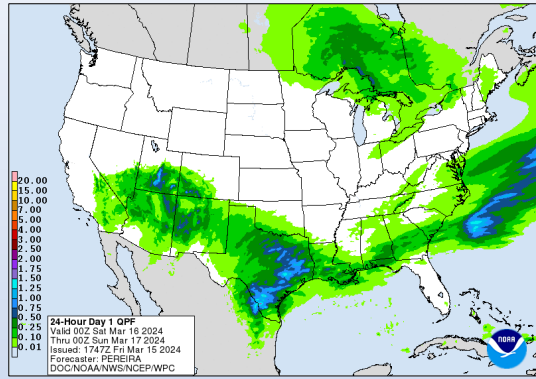 20.00
15.00
10.00
7.00
5.00
4.00
3.00
2.50
2.00
1.75
1.50
1.25
1.00
0.75
0.50
0.25
0.10
0.01
24-Hour Day 1 QPF
Valid 00Z Sat Mar 16 2024
Thru 00Z Sun Mar 17 2024
Issued: 1747Z Fri Mar 15 2024
Forecaster: PEREIRA
DOC/NOAA/NWS/NCEP/WPC
NOAA